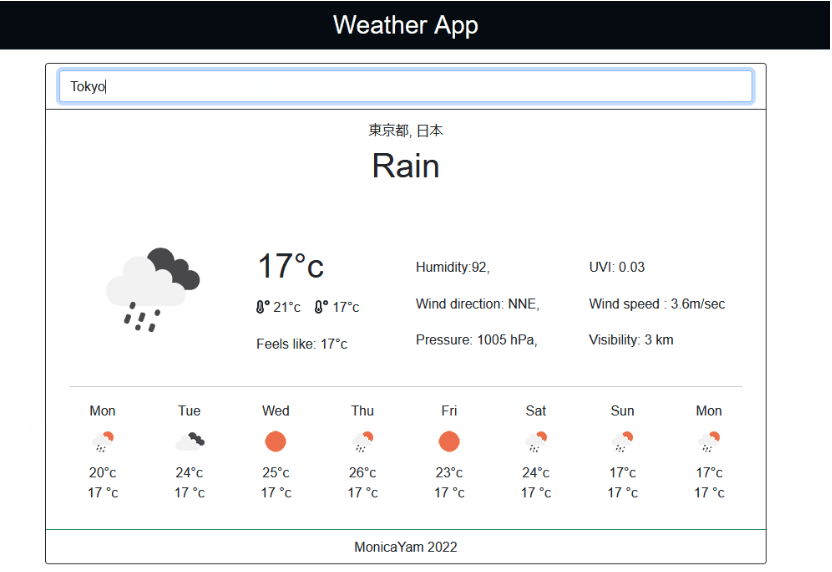 Weather App
Tokyo
東京都, 日本
Rain
17°c
21°c 17°c
Feels like: 17°c
Humidity:92,
Wind direction: NNE,
Pressure: 1005 hPa,
UVI: 0.03
Wind speed : 3.6m/sec
Visibility: 3 km
Mon Tue Wed Thu Fri Sat Sun Mon
20°c 24°c 25°c 26°c 23°c 24°c 17°c 17°c
17 °c 17 °c 17 °c 17 °c 17 °c 17 °c 17 °c 17 °c
MonicaYam 2022